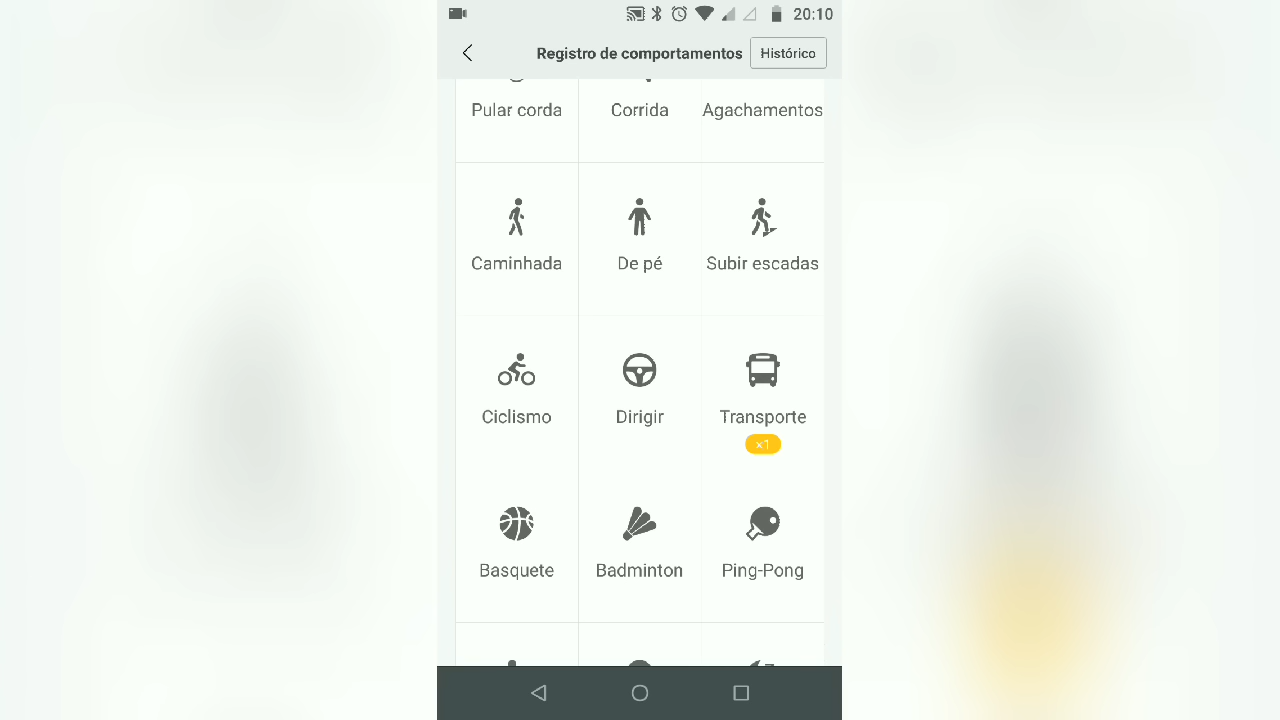 20:10
Registro de comportamentos
Histórico
Pular corda
Corrida
Agachamentos
Caminhada
De pé
Subir escadas
Ciclismo
Dirigir
Transporte
x1
Basquete
Badminton
Ping-Pong